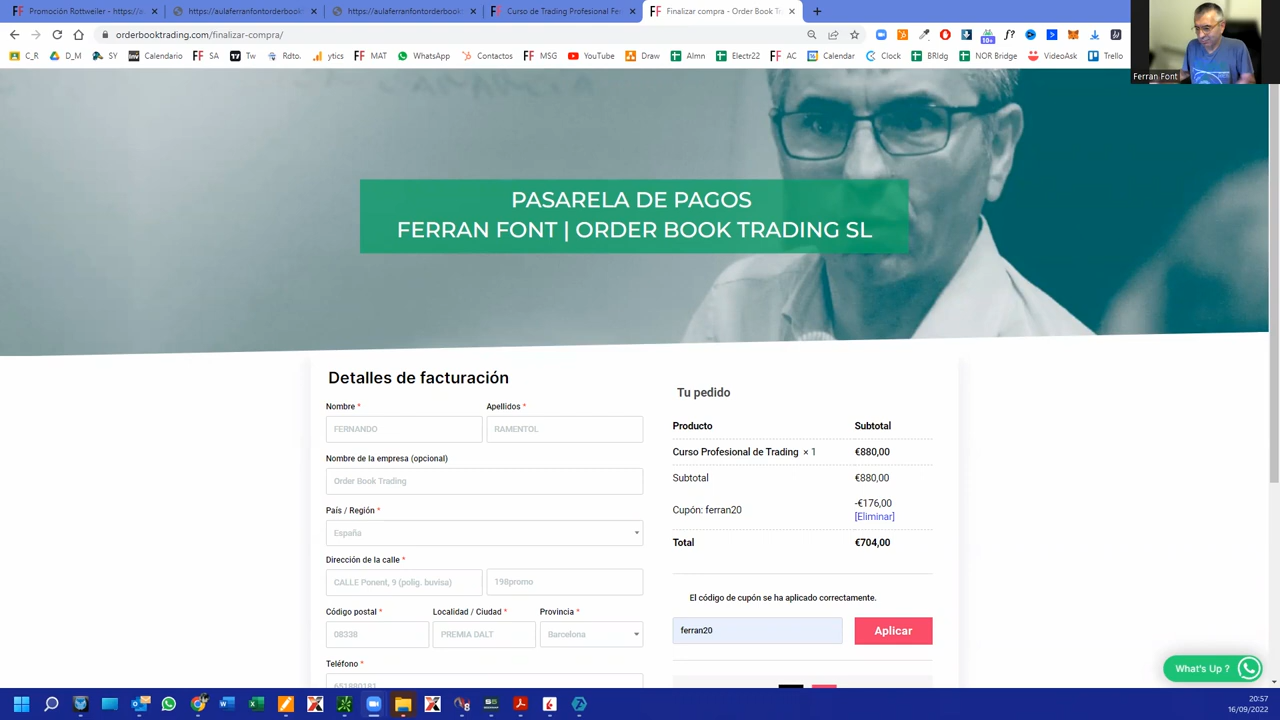 Promoción Rottweiler - https://a
https://aulaferranfontorderbook
https://aulaferranfontorderbook
Curso de Trading Profesional Fer
Finalizar compra - Order Book Tr
orderbooktrading.com/finalizar-compra/
C_R D_M SY Calendario SA Tw Rdto. ytics MAT WhatsApp Contactos MSG YouTube Draw Almn Electr22 AC Calendar Clock BRIdg NOR Bridge VideoAsk Trello
Ferran Font
PASARELA DE PAGOS
FERRAN FONT | ORDER BOOK TRADING SL
Detalles de facturación
Nombre * Apellidos *
FERNANDO RAMENTOL
Nombre de la empresa (opcional)
Order Book Trading
País / Región *
España
Dirección de la calle *
CALLE Ponent, 9 (polig. buvisa) 198promo
Código postal * Localidad / Ciudad * Provincia *
08338 PREMIA DALT Barcelona
Teléfono *
651880181
Tu pedido
Producto Subtotal
Curso Profesional de Trading × 1 €880,00
Subtotal €880,00
Cupón: ferran20 -€176,00
[Eliminar]
Total €704,00
El código de cupón se ha aplicado correctamente.
ferran20 Aplicar
What's Up ?
20:57
16/09/2022